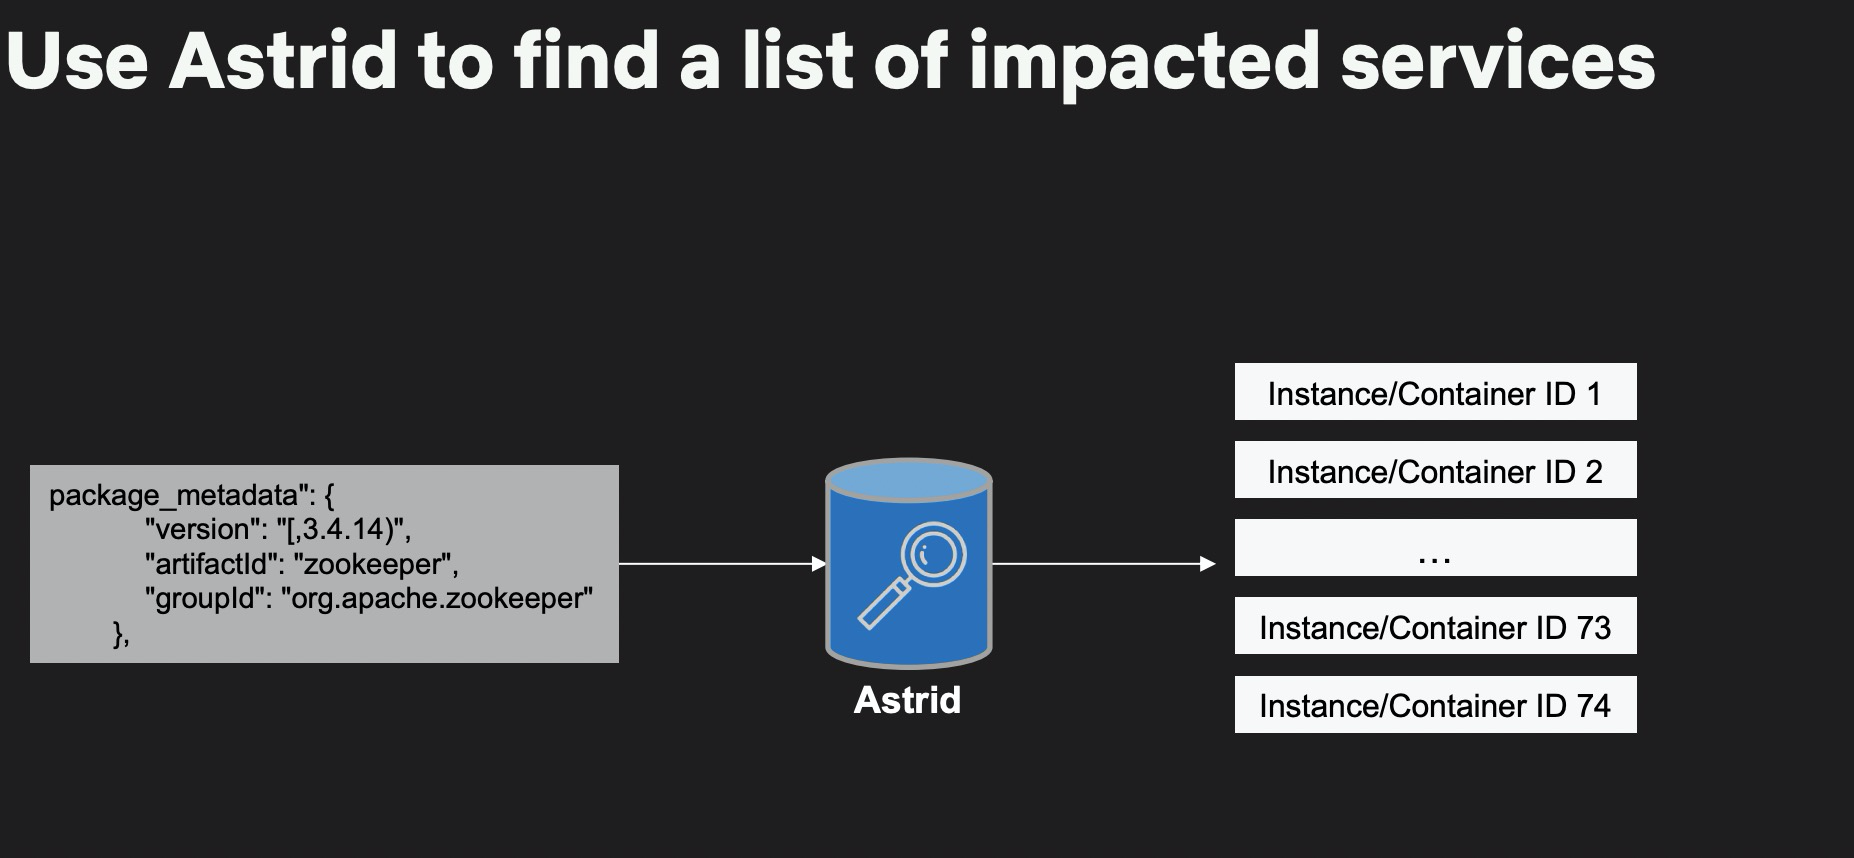 Use Astrid to find a list of impacted services
package_metadata": {
"version": "[,3.4.14)",
"artifactId": "zookeeper",
"groupId": "org.apache.zookeeper"
},
Astrid
Instance/Container ID 1
Instance/Container ID 2
...
Instance/Container ID 73
Instance/Container ID 74